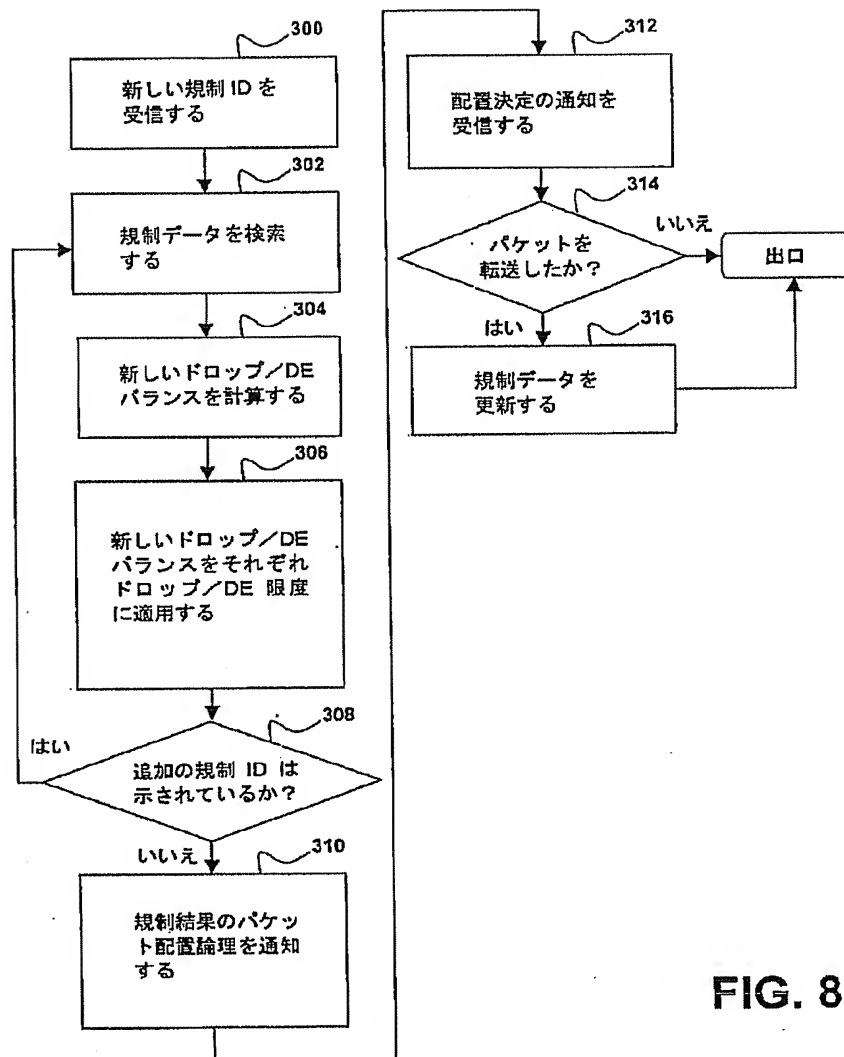 300
新しい規制 ID を
受信する
302
規制データを検索
する
304
新しいドロップ/DE
バランスを計算する
306
新しいドロップ/DE
バランスをそれぞれ
ドロップ/DE 限度
に適用する
308
はい
追加の規制 ID は
示されているか?
いいえ
310
規制結果のパケッ
ト配置論理を通知
する
312
配置決定の通知を
受信する
314
いいえ
パケットを
転送したか?
出口
はい
316
規制データを
更新する
FIG. 8